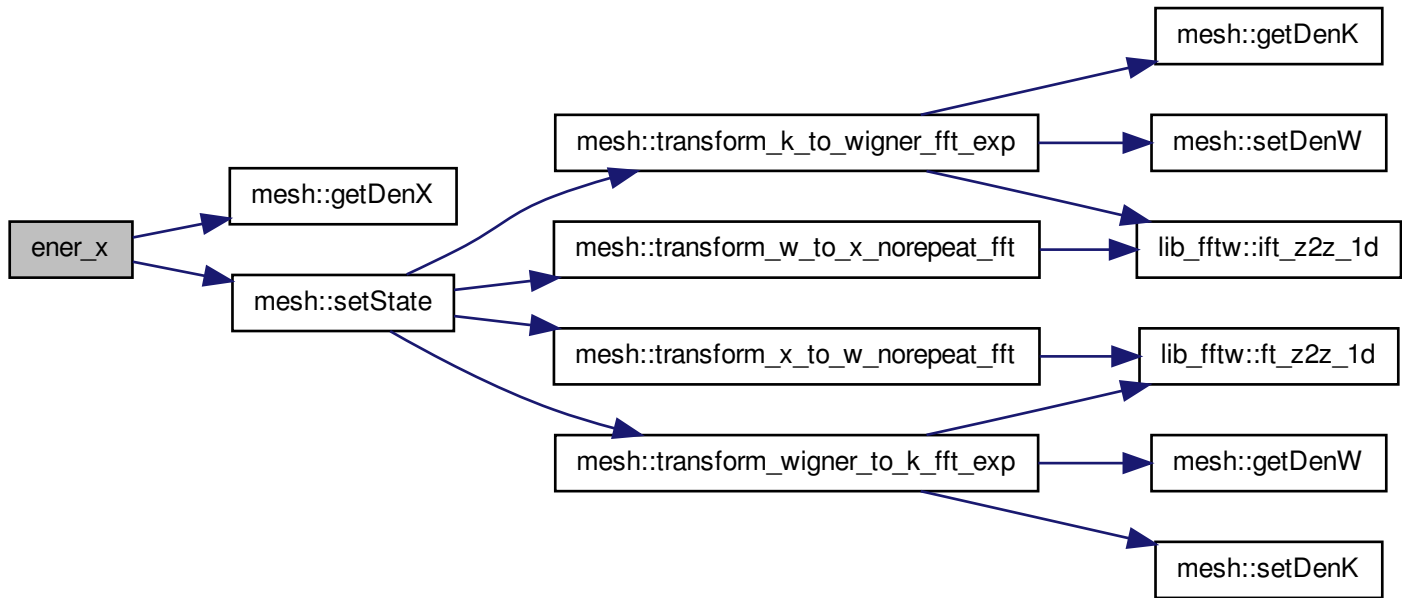 ener_x
mesh::getDenX
mesh::setState
mesh::transform_k_to_wigner_fft_exp
mesh::transform_w_to_x_norepeat_fft
mesh::transform_x_to_w_norepeat_fft
mesh::transform_wigner_to_k_fft_exp
mesh::getDenK
mesh::setDenW
lib_fftw::ift_z2z_1d
lib_fftw::ft_z2z_1d
mesh::getDenW
mesh::setDenK